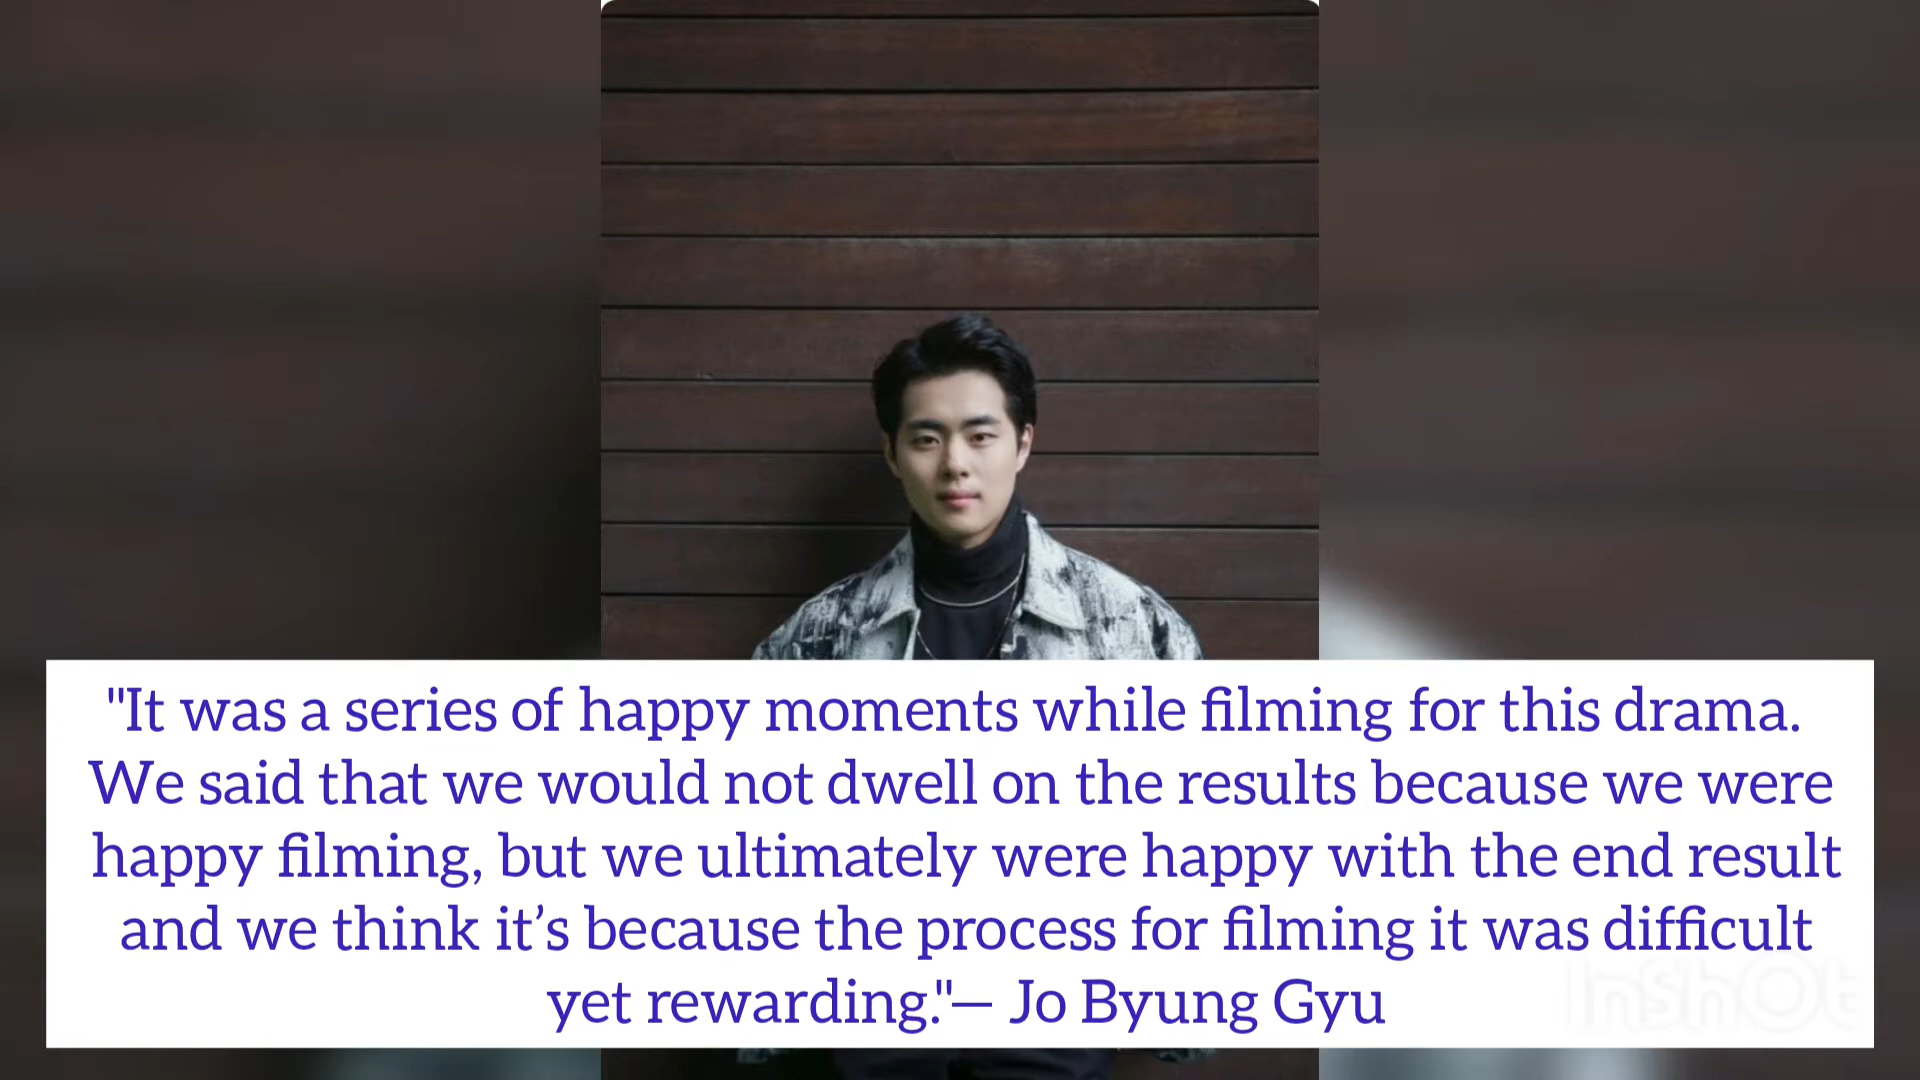 "It was a series of happy moments while filming for this drama.
We said that we would not dwell on the results because we were
happy filming, but we ultimately were happy with the end result
and we think it’s because the process for filming it was difficult
yet rewarding."— Jo Byung Gyu
InShOt